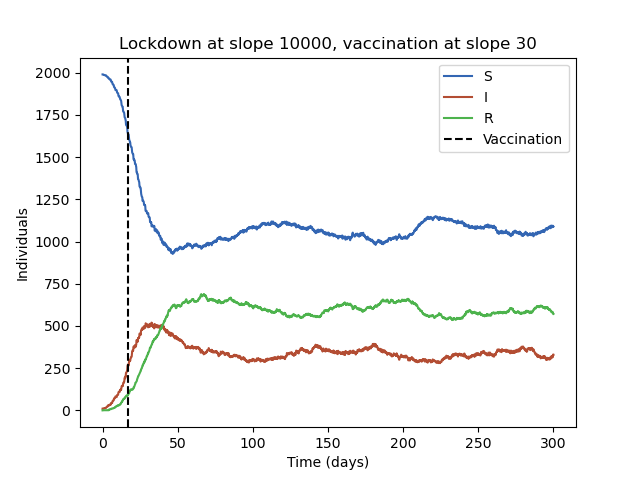 Lockdown at slope 10000, vaccination at slope 30
S
I
R
Vaccination
2000
1750
1500
1250
1000
750
500
250
0
Individuals
0 50 100 150 200 250 300
Time (days)